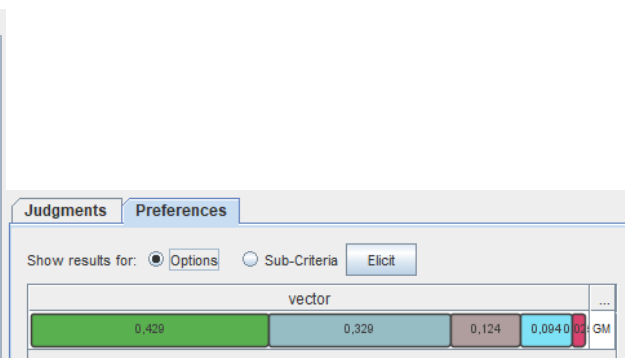 Judgments Preferences
Show results for: Options Sub-Criteria Elicit
vector ...
0,429 0,329 0,124 0,094 GM